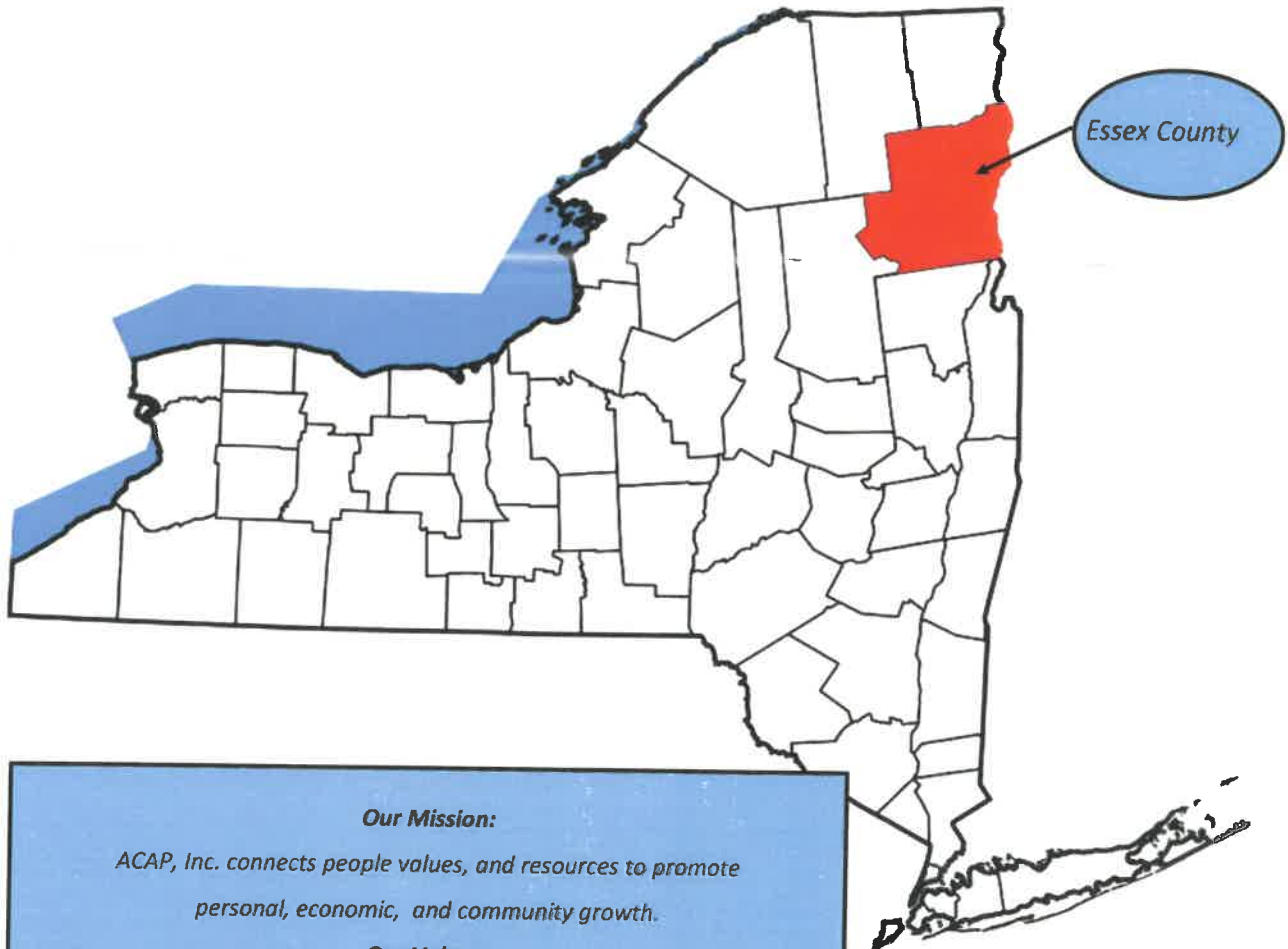 Essex County
Our Mission:
ACAP, Inc. connects people values, and resources to promote
personal, economic, and community growth.